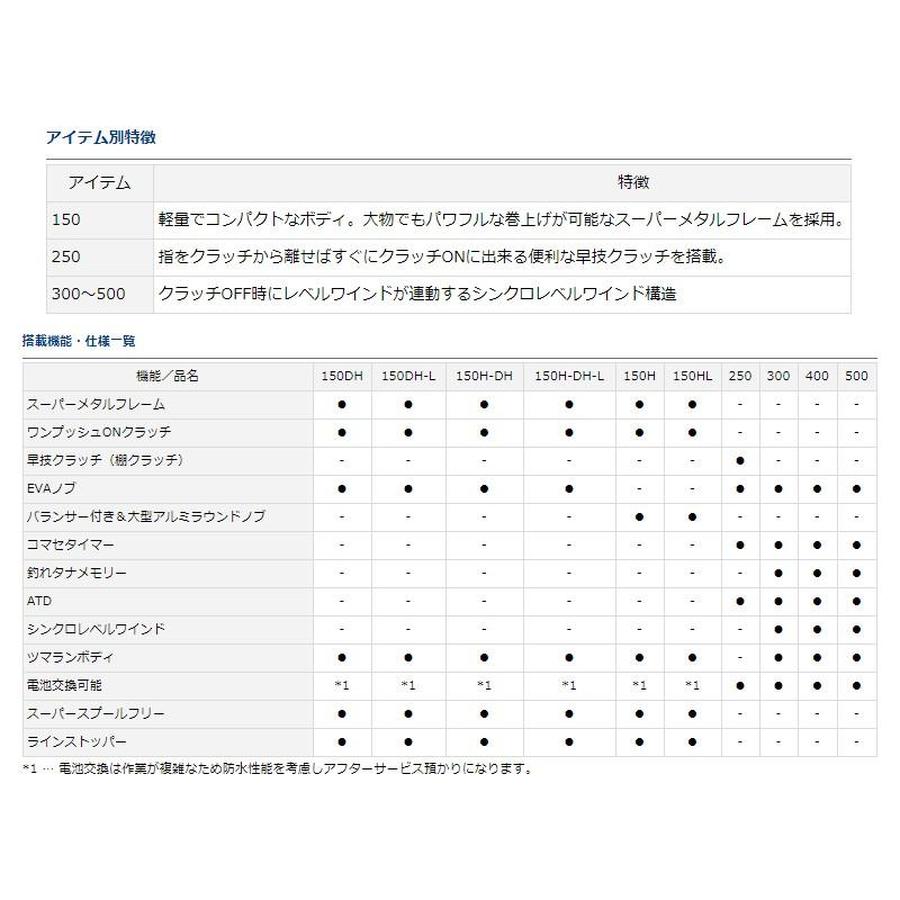 アイテム別特徴
アイテム 特徴
150 軽量でコンパクトなボディ。大物でもパワフルな巻上げが可能なスーパーメタルフレームを採用。
250 指をクラッチから離せばすぐにクラッチONに出来る便利な早技クラッチを搭載。
300～500 クラッチOFF時にレベルワインドが連動するシンクロレベルワインド構造
搭載機能・仕様一覧
機能／品名 150DH 150DH-L 150H-DH 150H-DH-L 150H 150HL 250 300 400 500
スーパーメタルフレーム ● ● ● ● ● ● - - - -
ワンプッシュONクラッチ ● ● ● ● ● ● - - - -
早技クラッチ（棚クラッチ） - - - - - - ● - - -
EVAノブ ● ● ● ● - - ● ● ● ●
バランサー付き＆大型アルミラウンドノブ - - - - ● ● - - - -
コマセタイマー - - - - - - ● ● ● ●
釣れタナメモリー - - - - - - - ● ● ●
ATD - - - - - - ● ● ● ●
シンクロレベルワインド - - - - - - - ● ● ●
ツマランボディ ● ● ● ● ● ● - ● ● ●
電池交換可能 *1 *1 *1 *1 *1 *1 ● ● ● ●
スーパースプールフリー ● ● ● ● ● ● - - - -
ラインストッパー ● ● ● ● ● ● - - - -
*1 … 電池交換は作業が複雑なため防水性能を考慮しアフターサービス預かりになります。